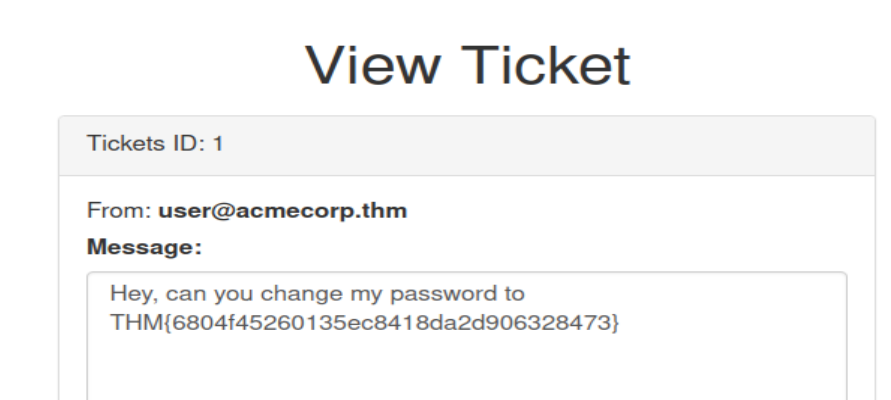 View Ticket
Tickets ID: 1
From: user@acmecorp.thm
Message:
Hey, can you change my password to
THM{6804f45260135ec8418da2d906328473}